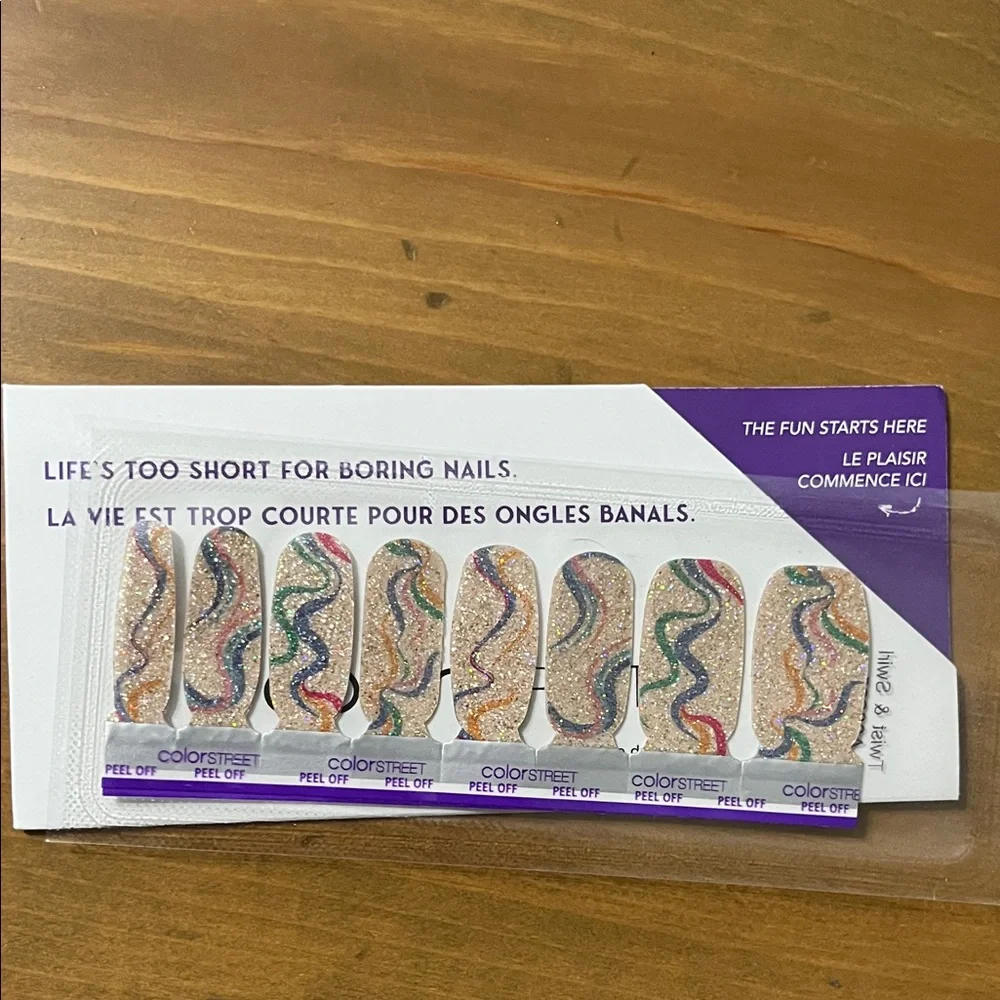 THE FUN STARTS HERE
LE PLAISIR
COMMENCE ICI
LIFE'S TOO SHORT FOR BORING NAILS.
LA VIE EST TROP COURTE POUR DES ONGLES BANALS.
Twist & Swirl
colorSTREET colorSTREET colorSTREET colorSTREET colorSTRE
PEEL OFF PEEL OFF PEEL OFF PEEL OFF PEEL OFF PEEL OFF PEEL OFF PEEL OFF PEEL OFF